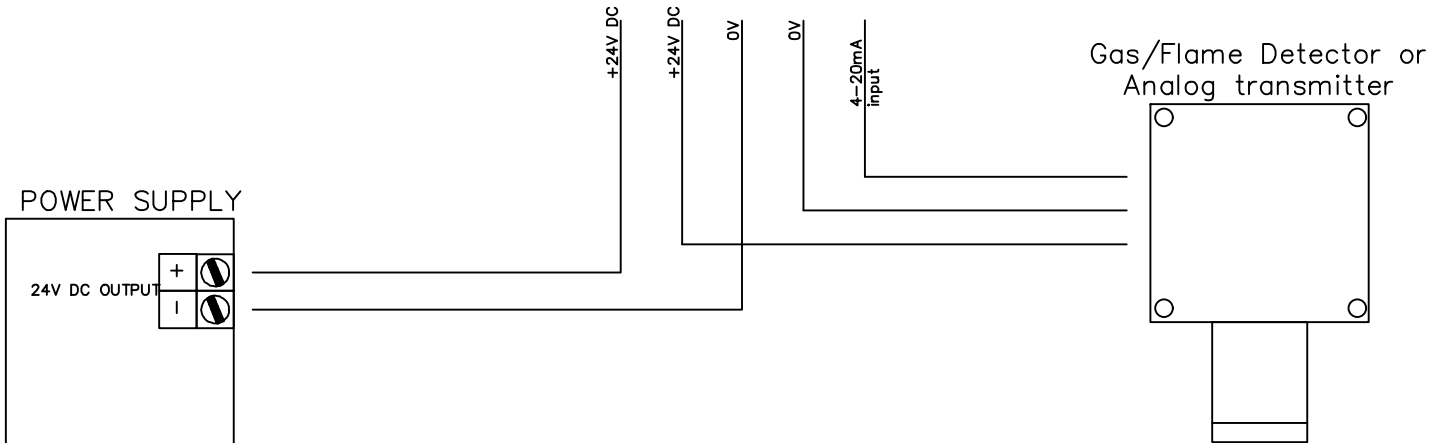 +24V DC
+24V DC
0V
0V
4-20mA
input
Gas/Flame Detector or
Analog transmitter
POWER SUPPLY
24V DC OUTPUT
+
-